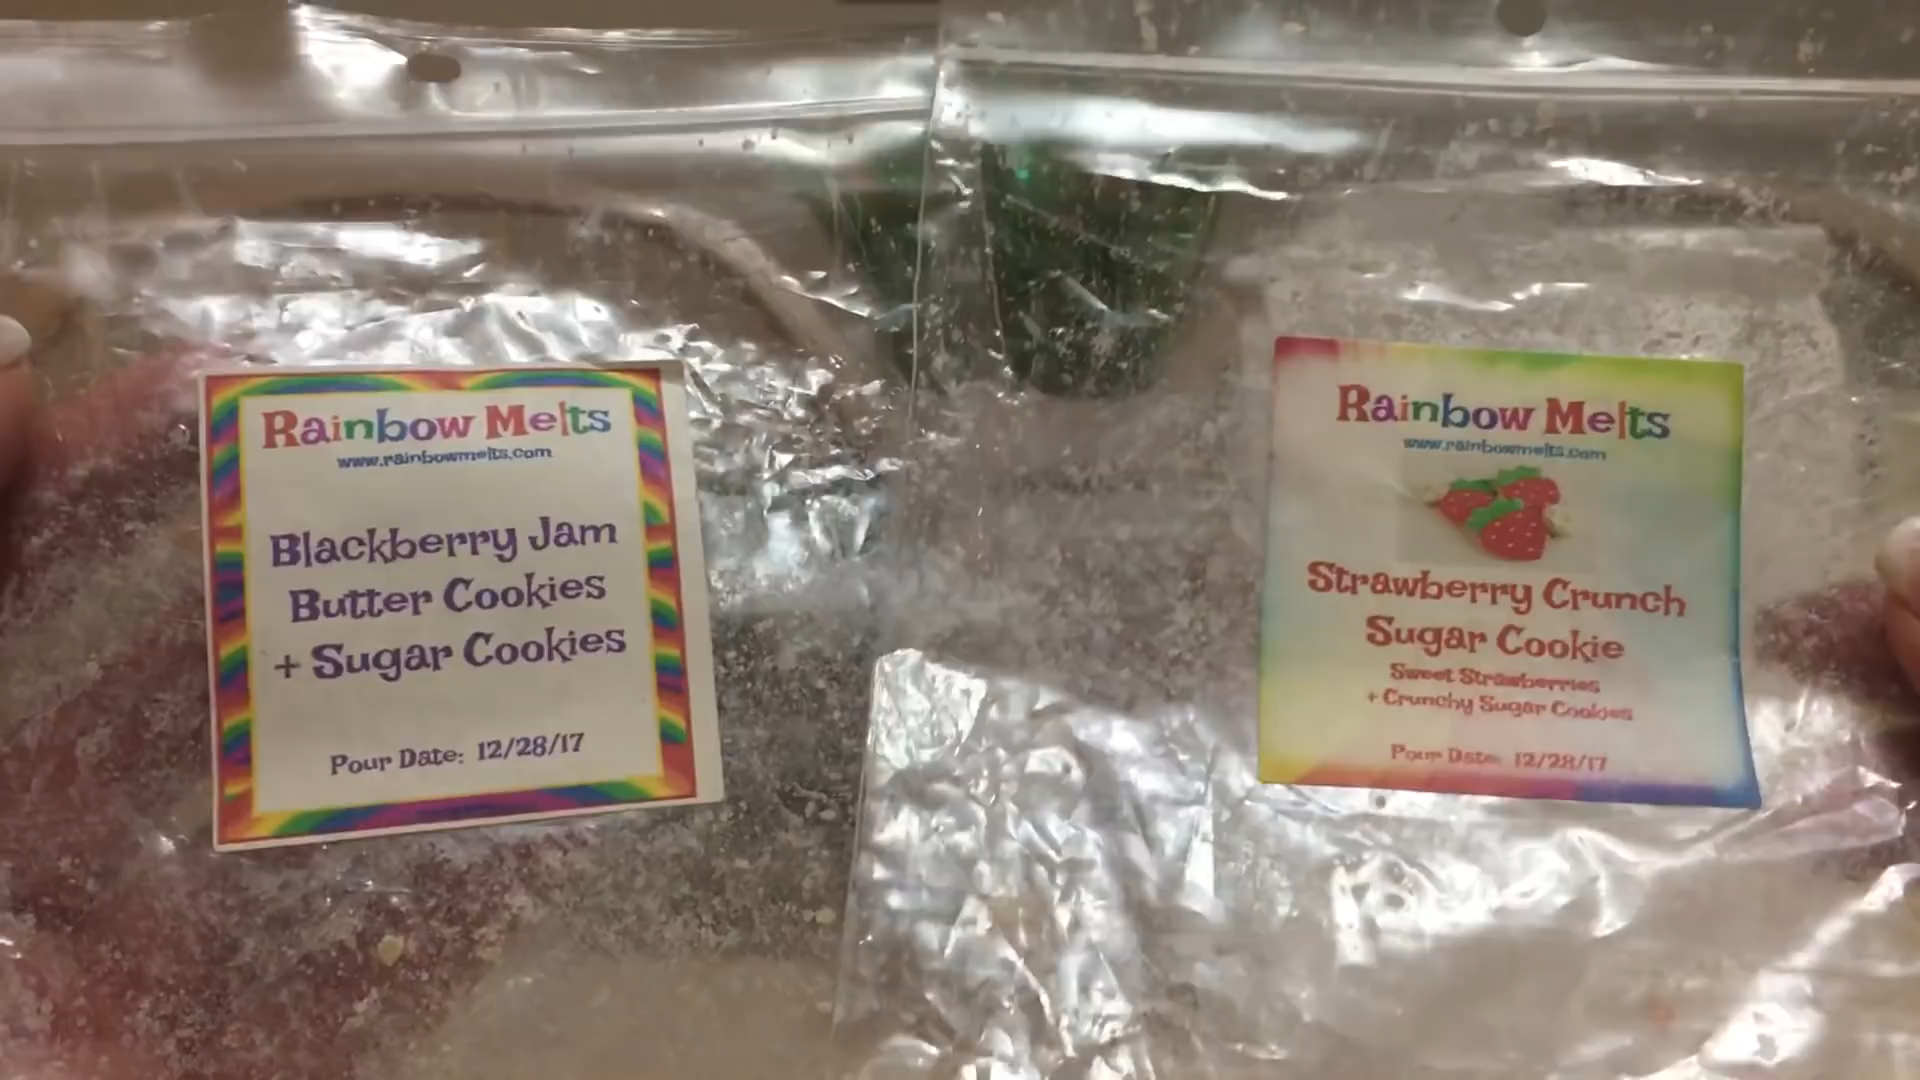 Rainbow Melts
www.rainbowmelts.com
Blackberry Jam
Butter Cookies
+ Sugar Cookies
Pour Date: 12/28/17
Rainbow Melts
www.rainbowmelts.com
Strawberry Crunch
Sugar Cookie
Sweet Strawberries
+ Crunchy Sugar Cookies
Pour Date: 12/28/17